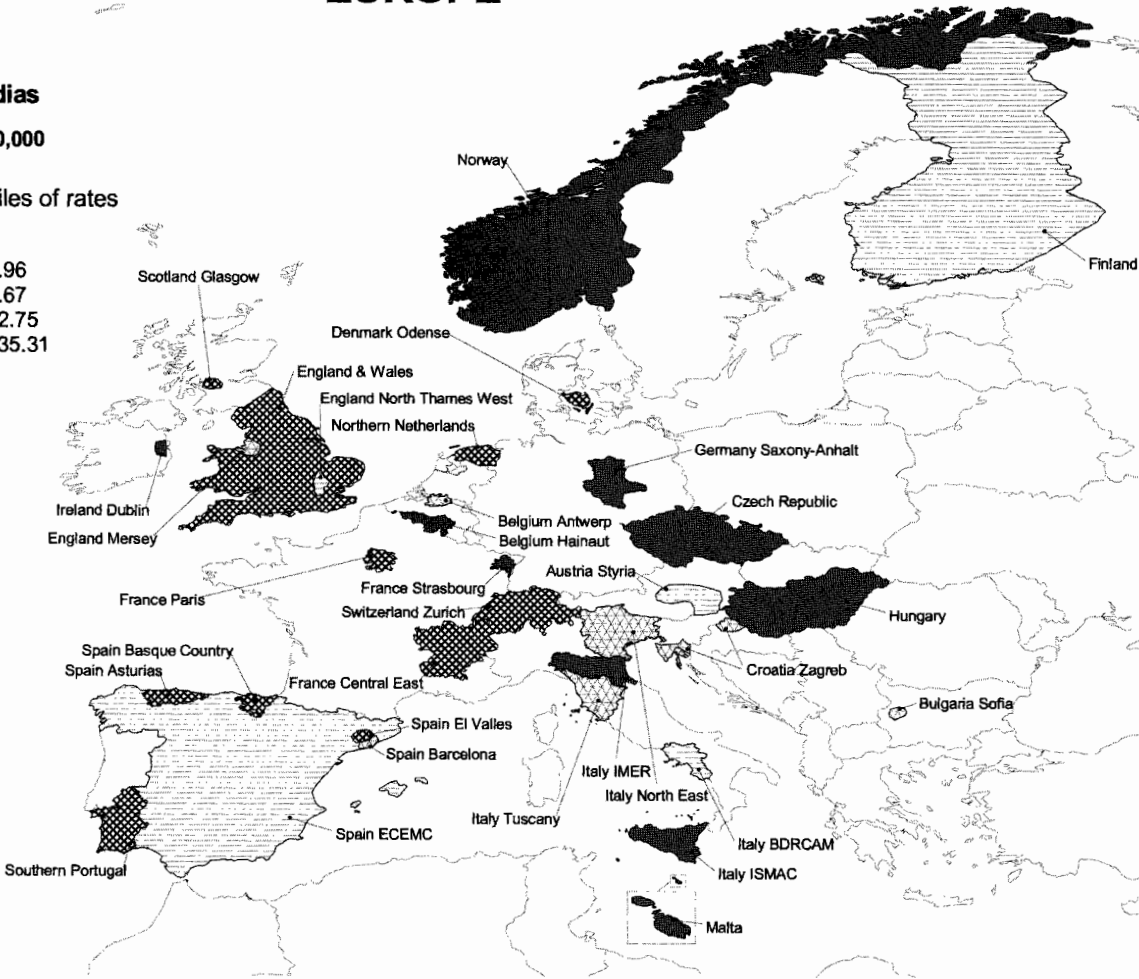 EUROPE
dias
0,000
iles of rates
.96
.67
2.75
35.31
Norway
Finland
Scotland Glasgow
Denmark Odense
England & Wales
England North Thames West
Northern Netherlands
Germany Saxony-Anhalt
Czech Republic
Ireland Dublin
England Mersey
Belgium Antwerp
Belgium Hainaut
Austria Styria
France Strasbourg
France Paris
Switzerland Zurich
Hungary
Spain Basque Country
Spain Asturias
Croatia Zagreb
France Central East
Bulgaria Sofia
Spain El Valles
Spain Barcelona
Italy IMER
Italy North East
Italy Tuscany
Spain ECEMC
Italy BDRCAM
Southern Portugal
Italy ISMAC
Malta